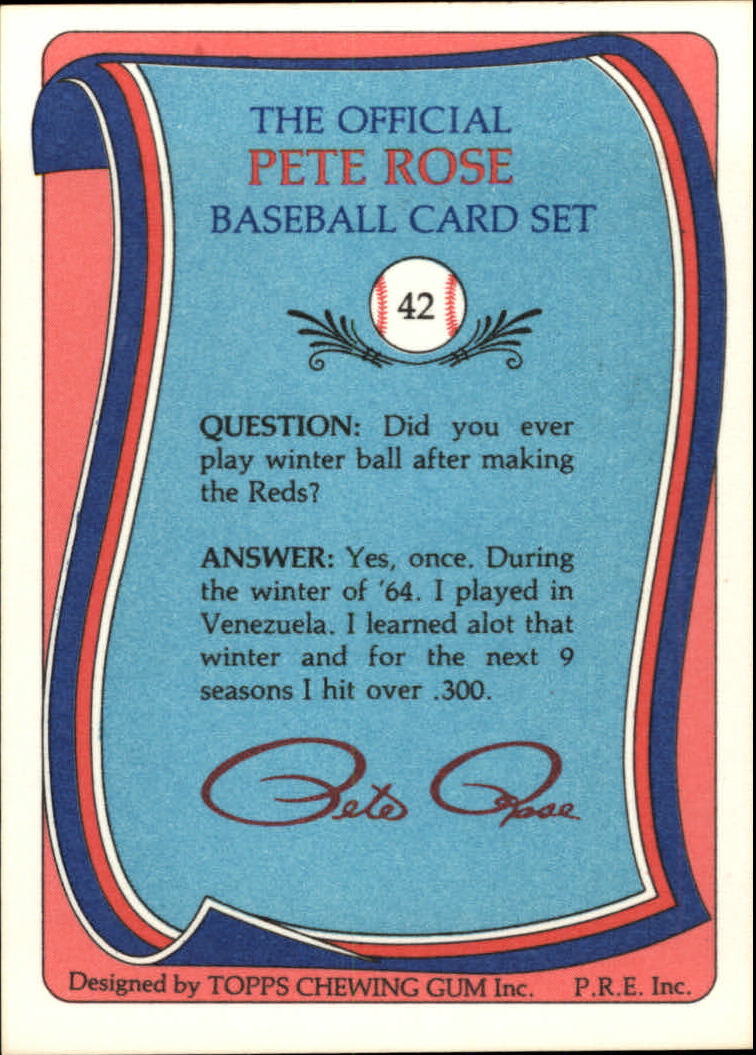 THE OFFICIAL
PETE ROSE
BASEBALL CARD SET
42
QUESTION: Did you ever
play winter ball after making
the Reds?
ANSWER: Yes, once. During
the winter of '64. I played in
Venezuela. I learned alot that
winter and for the next 9
seasons I hit over .300.
Pete Rose
Designed by TOPPS CHEWING GUM Inc. P.R.E. Inc.